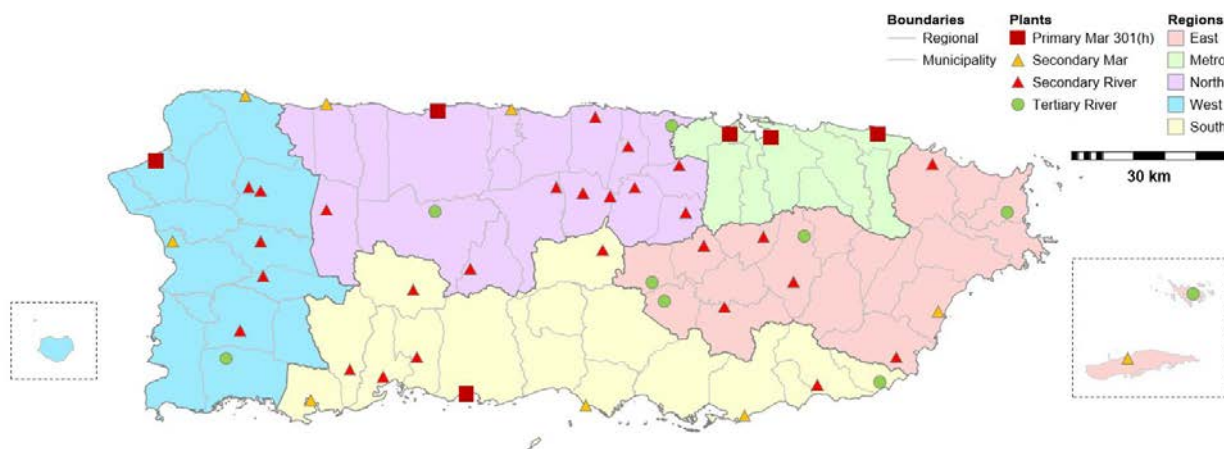 Boundaries
Regional
Municipality
Plants
Primary Mar 301(h)
Secondary Mar
Secondary River
Tertiary River
Regions
East
Metro
North
West
South
30 km